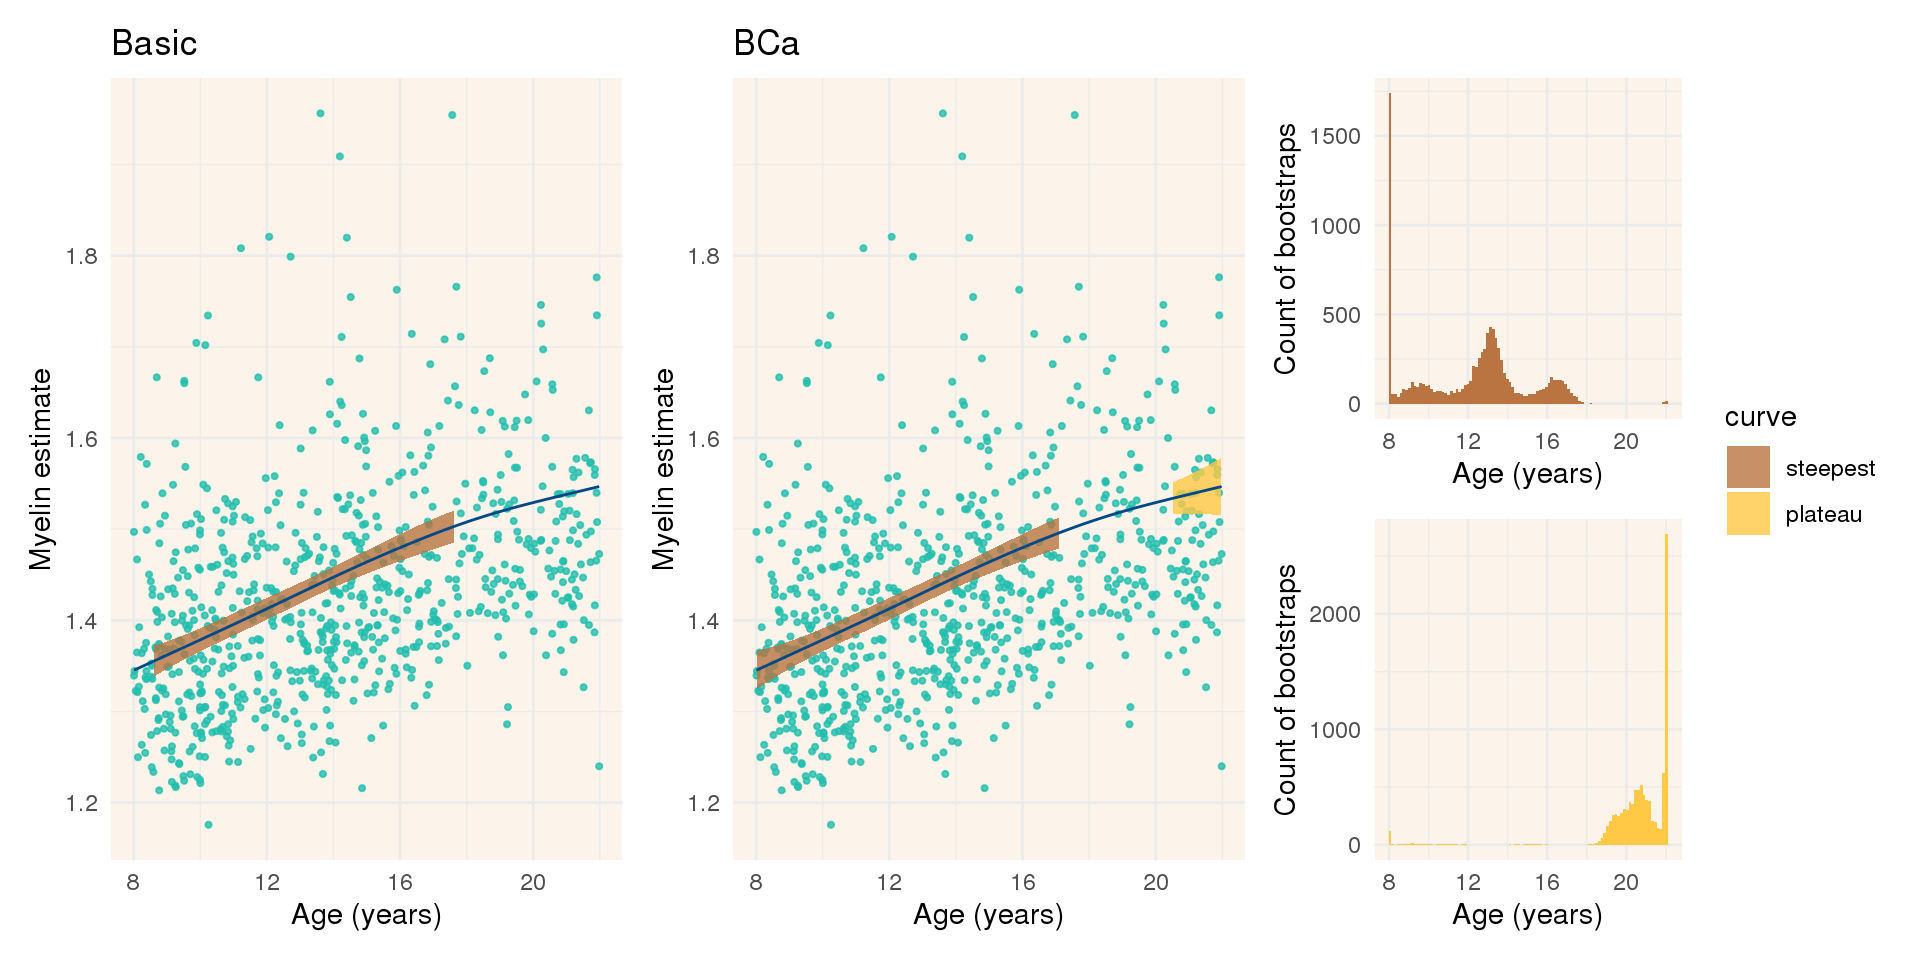 Basic
Myelin estimate
1.8
1.6
1.4
1.2
8 12 16 20
Age (years)
BCa
Myelin estimate
1.8
1.6
1.4
1.2
8 12 16 20
Age (years)
Count of bootstraps
1500
1000
500
0
8 12 16 20
Age (years)
Count of bootstraps
2000
1000
0
8 12 16 20
Age (years)
curve
steepest
plateau